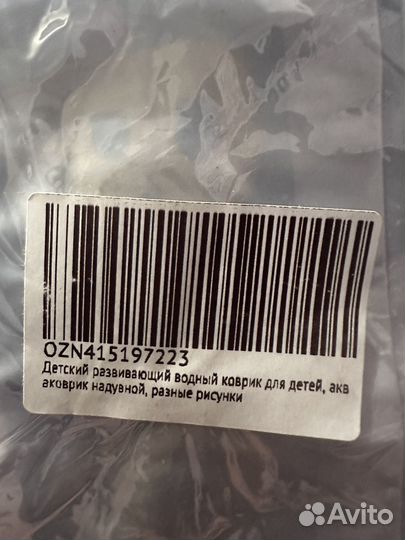 OZN415197223
Детский развивающий водный коврик для детей, акв
аковрик надувной, разные рисунки
Avito